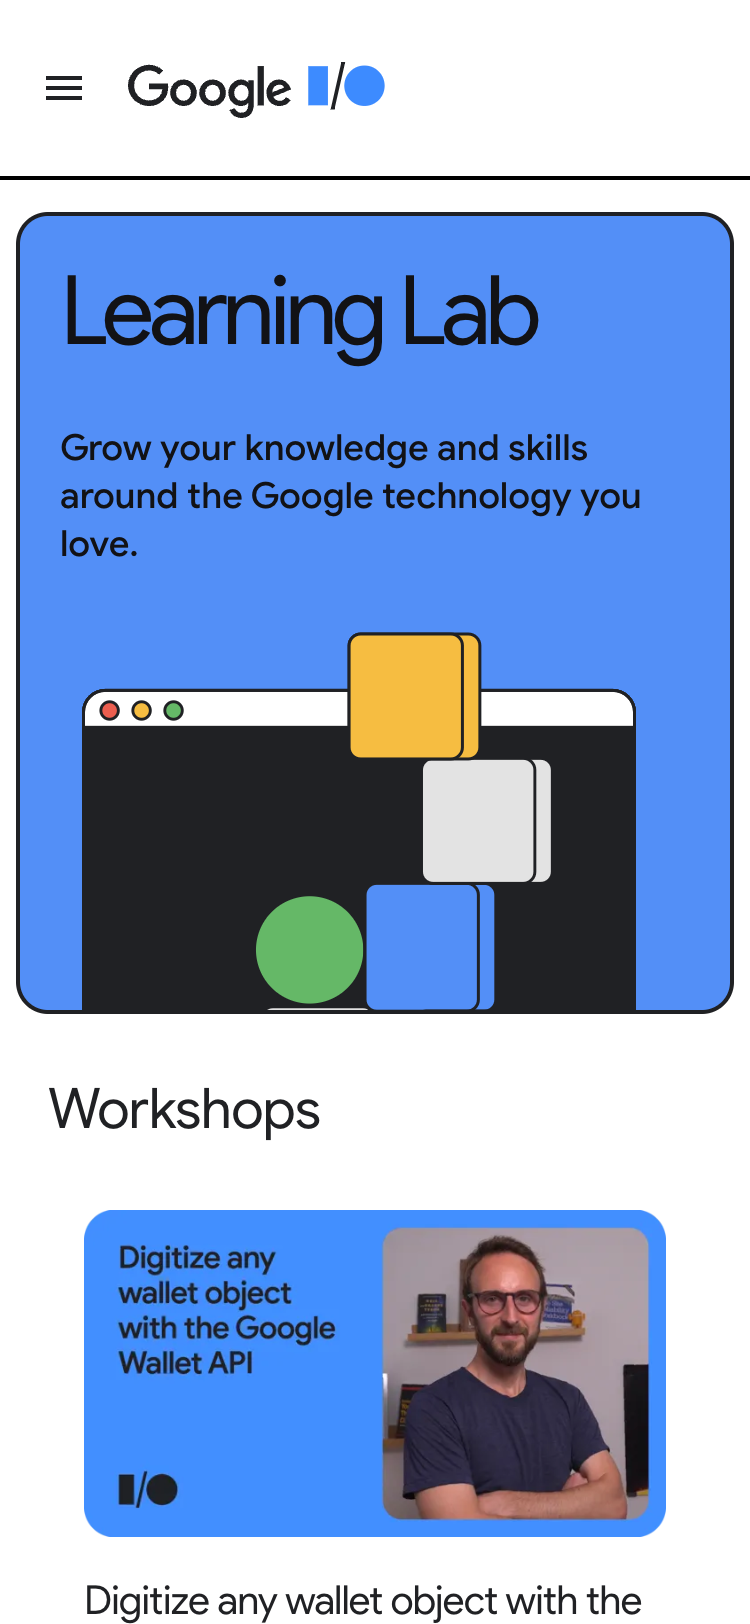 Google I/O
Learning Lab
Grow your knowledge and skills
around the Google technology you
love.
Workshops
Digitize any
wallet object
with the Google
Wallet API
I/O
Digitize any wallet object with the